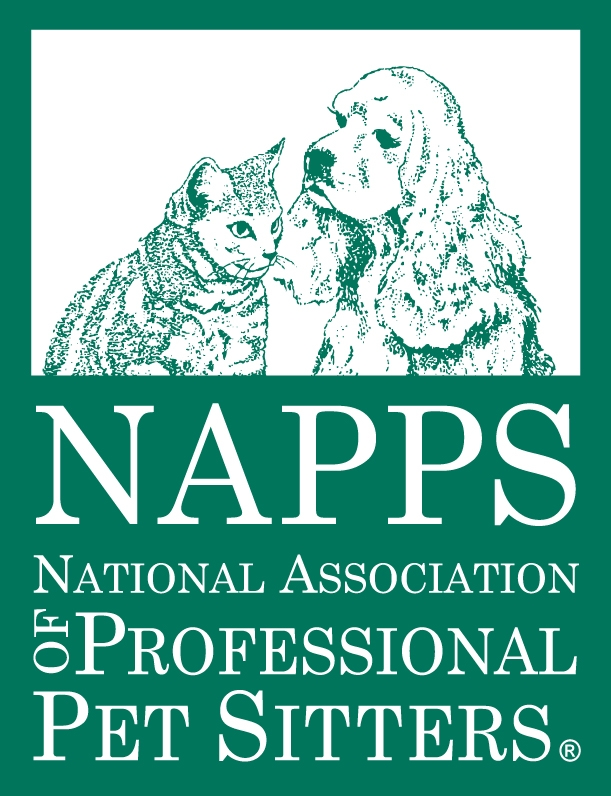 NAPPS
NATIONAL ASSOCIATION
OF PROFESSIONAL
PET SITTERS®